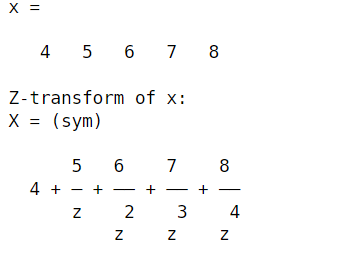 x =
4 5 6 7 8
Z-transform of x:
X = (sym)
5 6 7 8
4 + ─ + ── + ── + ──
z 2 3 4
z z z